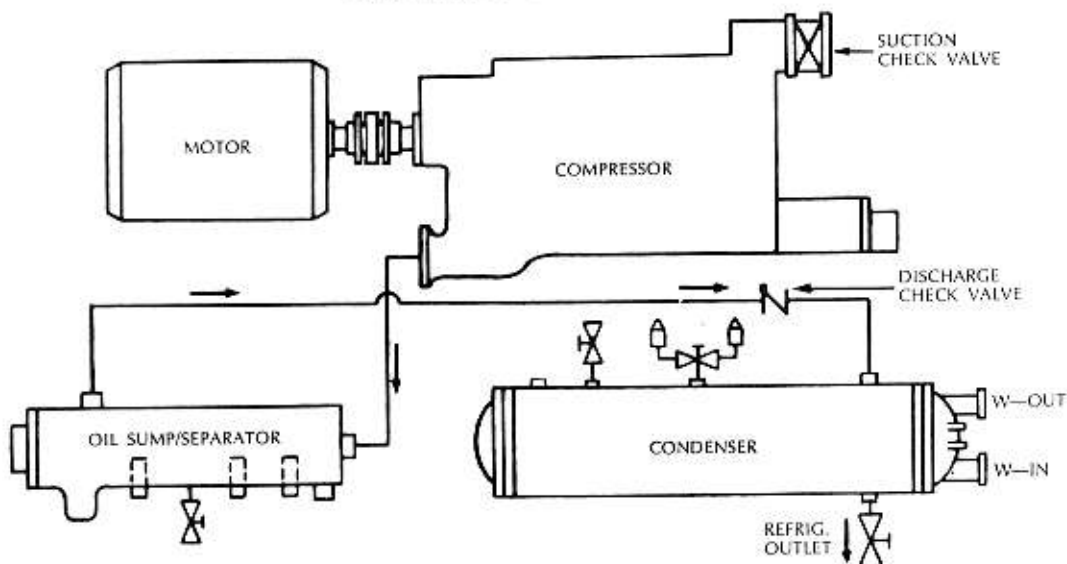 SUCTION
CHECK VALVE
MOTOR
COMPRESSOR
DISCHARGE
CHECK VALVE
W—OUT
OIL SUMP/SEPARATOR
CONDENSER
W—IN
REFRIG.
OUTLET